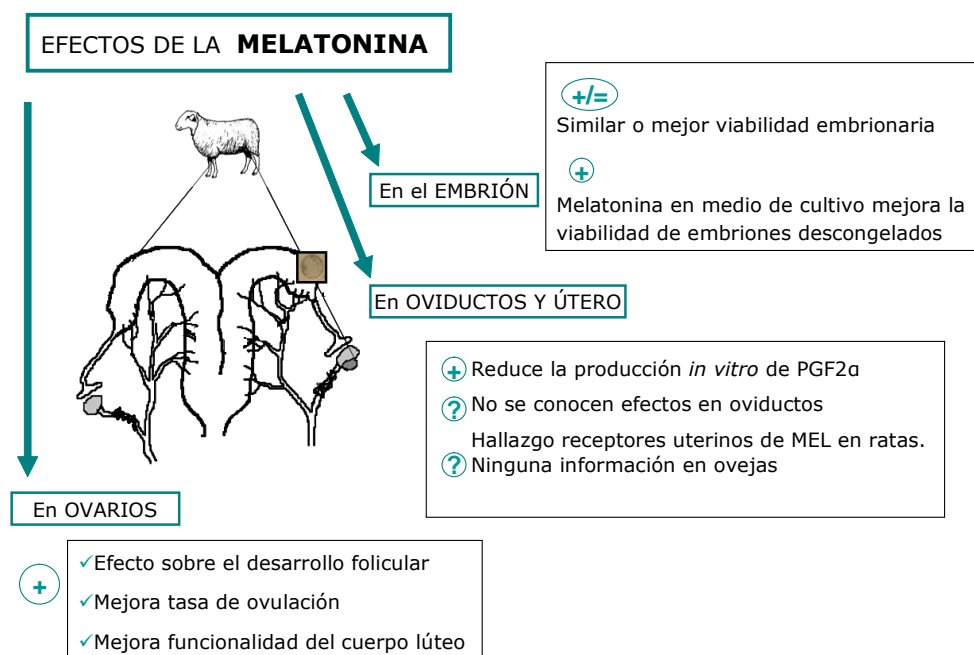 EFECTOS DE LA MELATONINA
+/=
Similar o mejor viabilidad embrionaria
+
Melatonina en medio de cultivo mejora la
viabilidad de embriones descongelados
En el EMBRIÓN
En OVIDUCTOS Y ÚTERO
+ Reduce la producción in vitro de PGF2α
? No se conocen efectos en oviductos
Hallazgo receptores uterinos de MEL en ratas.
? Ninguna información en ovejas
En OVARIOS
+
✓Efecto sobre el desarrollo folicular
✓Mejora tasa de ovulación
✓Mejora funcionalidad del cuerpo lúteo